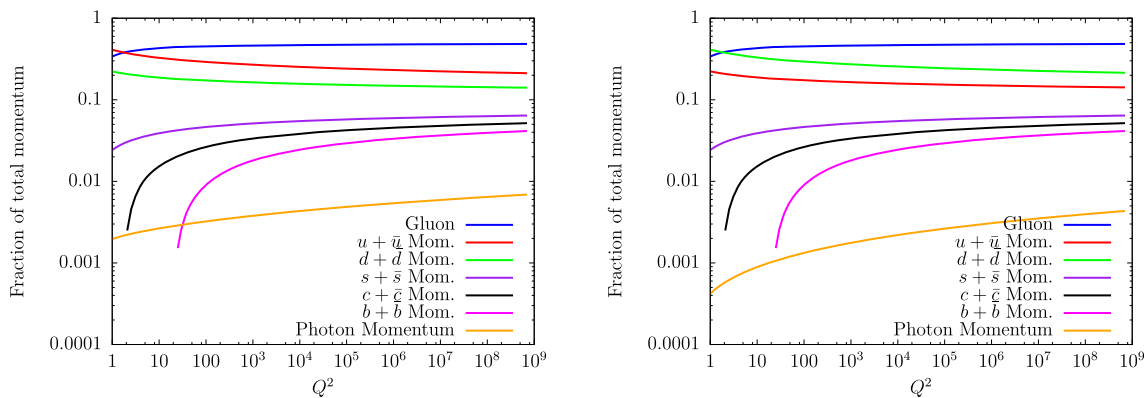 1
0.1
0.01
0.001
0.0001
Fraction of total momentum
Gluon
u + ū Mom.
d + d̄ Mom.
s + s̄ Mom.
c + c̄ Mom.
b + b̄ Mom.
Photon Momentum
1 10 100 10³ 10⁴ 10⁵ 10⁶ 10⁷ 10⁸ 10⁹
Q²
1
0.1
0.01
0.001
0.0001
Fraction of total momentum
Gluon
u + ū Mom.
d + d̄ Mom.
s + s̄ Mom.
c + c̄ Mom.
b + b̄ Mom.
Photon Momentum
1 10 100 10³ 10⁴ 10⁵ 10⁶ 10⁷ 10⁸ 10⁹
Q²